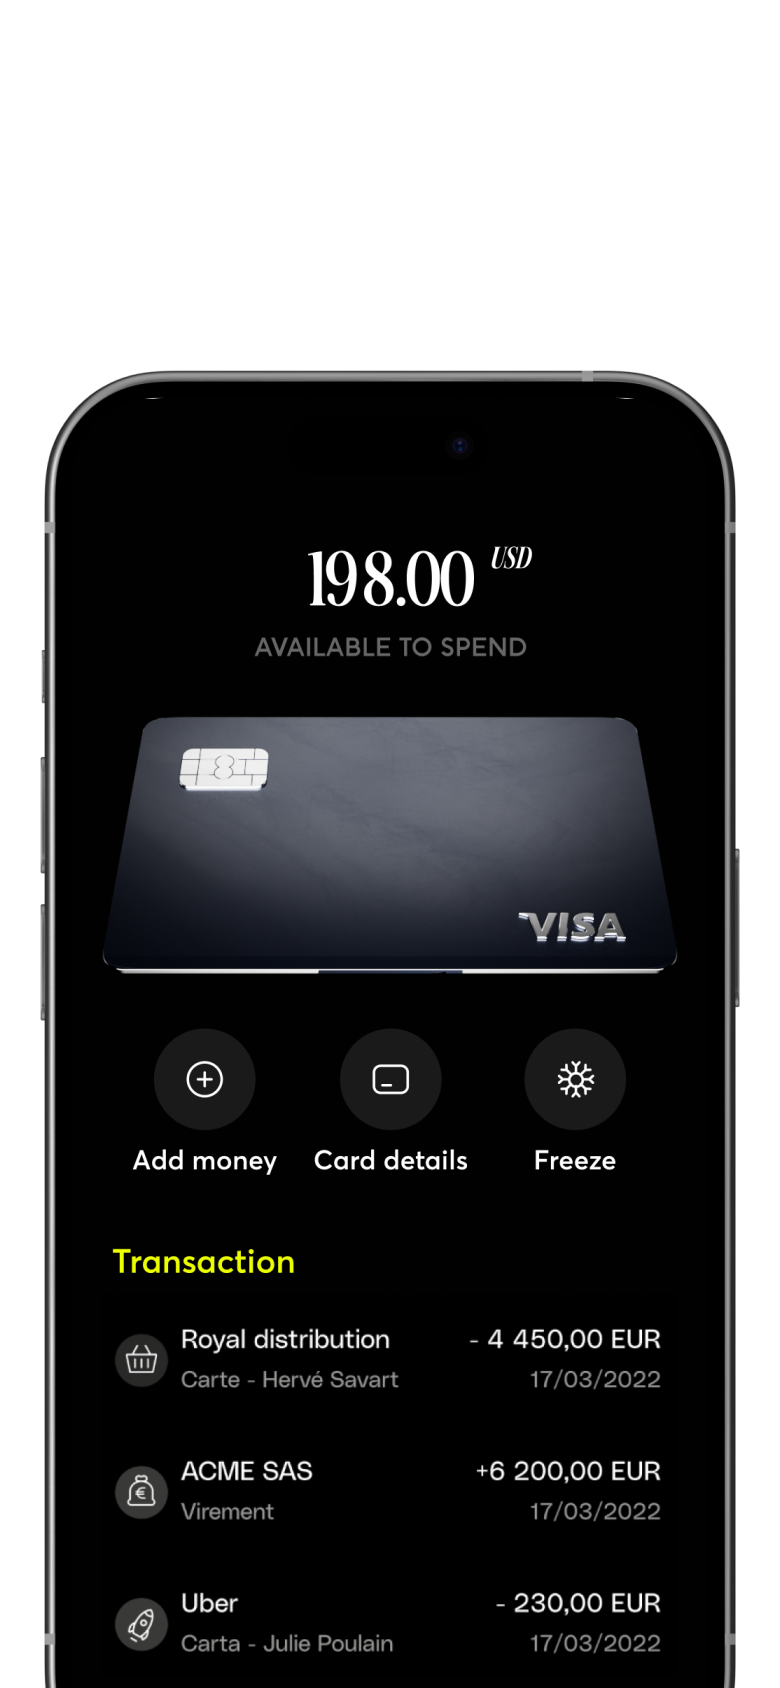 198.00 USD
AVAILABLE TO SPEND
VISA
Add money
Card details
Freeze
Transaction
Royal distribution
- 4 450,00 EUR
Carte - Hervé Savart
17/03/2022
ACME SAS
+6 200,00 EUR
Virement
17/03/2022
Uber
- 230,00 EUR
Carta - Julie Poulain
17/03/2022